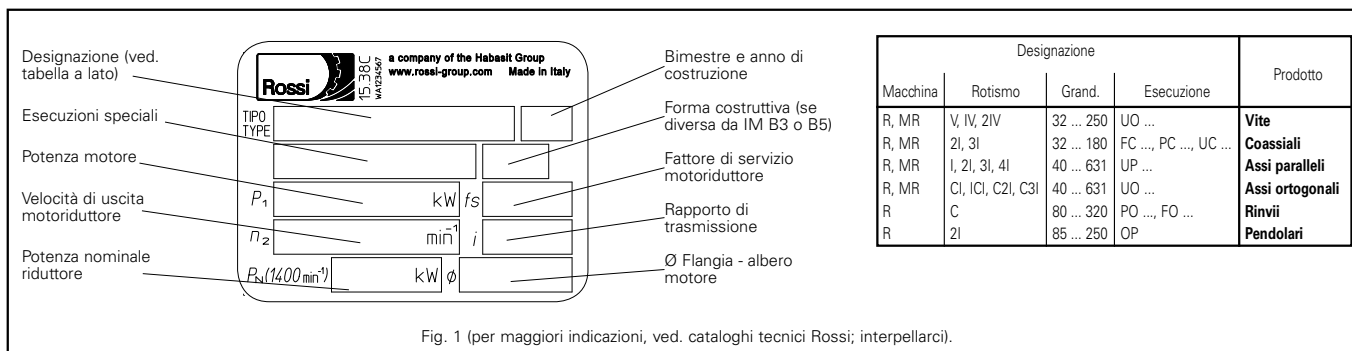 Designazione (ved.
tabella a lato)
Esecuzioni speciali
Potenza motore
Velocità di uscita
motoriduttore
Potenza nominale
riduttore
Rossi
15.38C
WA1234567
a company of the Habasit Group
www.rossi-group.com Made in Italy
TIPO
TYPE
P₁ kW fs
n₂ min⁻¹ i
PN(1400 min⁻¹) kW ø
Bimestre e anno di
costruzione
Forma costruttiva (se
diversa da IM B3 o B5)
Fattore di servizio
motoriduttore
Rapporto di
trasmissione
Ø Flangia - albero
motore
Designazione Prodotto
Macchina Rotismo Grand. Esecuzione
R, MR V, IV, 2IV 32 ... 250 UO ... Vite
R, MR 2I, 3I 32 ... 180 FC ..., PC ..., UC ... Coassiali
R, MR I, 2I, 3I, 4I 40 ... 631 UP ... Assi paralleli
R, MR CI, ICI, C2I, C3I 40 ... 631 UO ... Assi ortogonali
R C 80 ... 320 PO ..., FO ... Rinvii
R 2I 85 ... 250 OP Pendolari
Fig. 1 (per maggiori indicazioni, ved. cataghi tecnici Rossi; interpellarci).